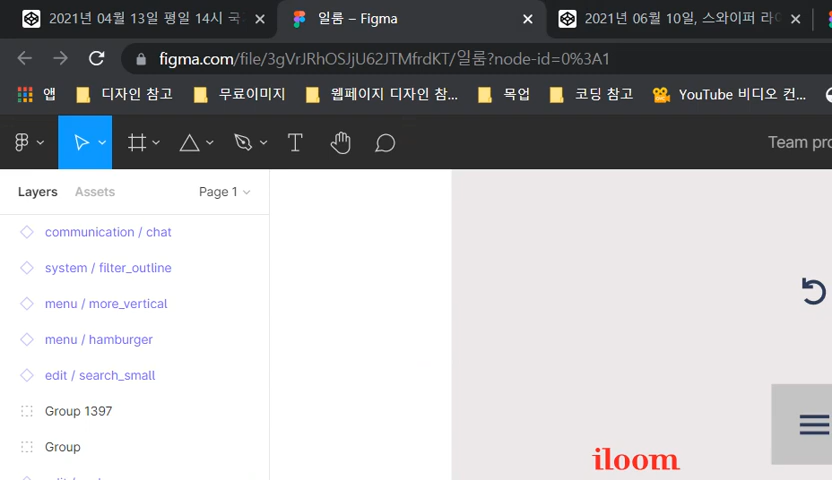 2021년 04월 13일 평일 14시 국
일룸 – Figma
2021년 06월 10일, 스와이퍼 라이
figma.com/file/3gVrJRhOSJjU62JTMfrdKT/일룸?node-id=0%3A1
앱 디자인 참고 무료이미지 웹페이지 디자인 참... 목업 코딩 참고 YouTube 비디오 컨...
T
Team pro
Layers Assets Page 1
communication / chat
system / filter_outline
menu / more_vertical
menu / hamburger
edit / search_small
Group 1397
Group
iloom